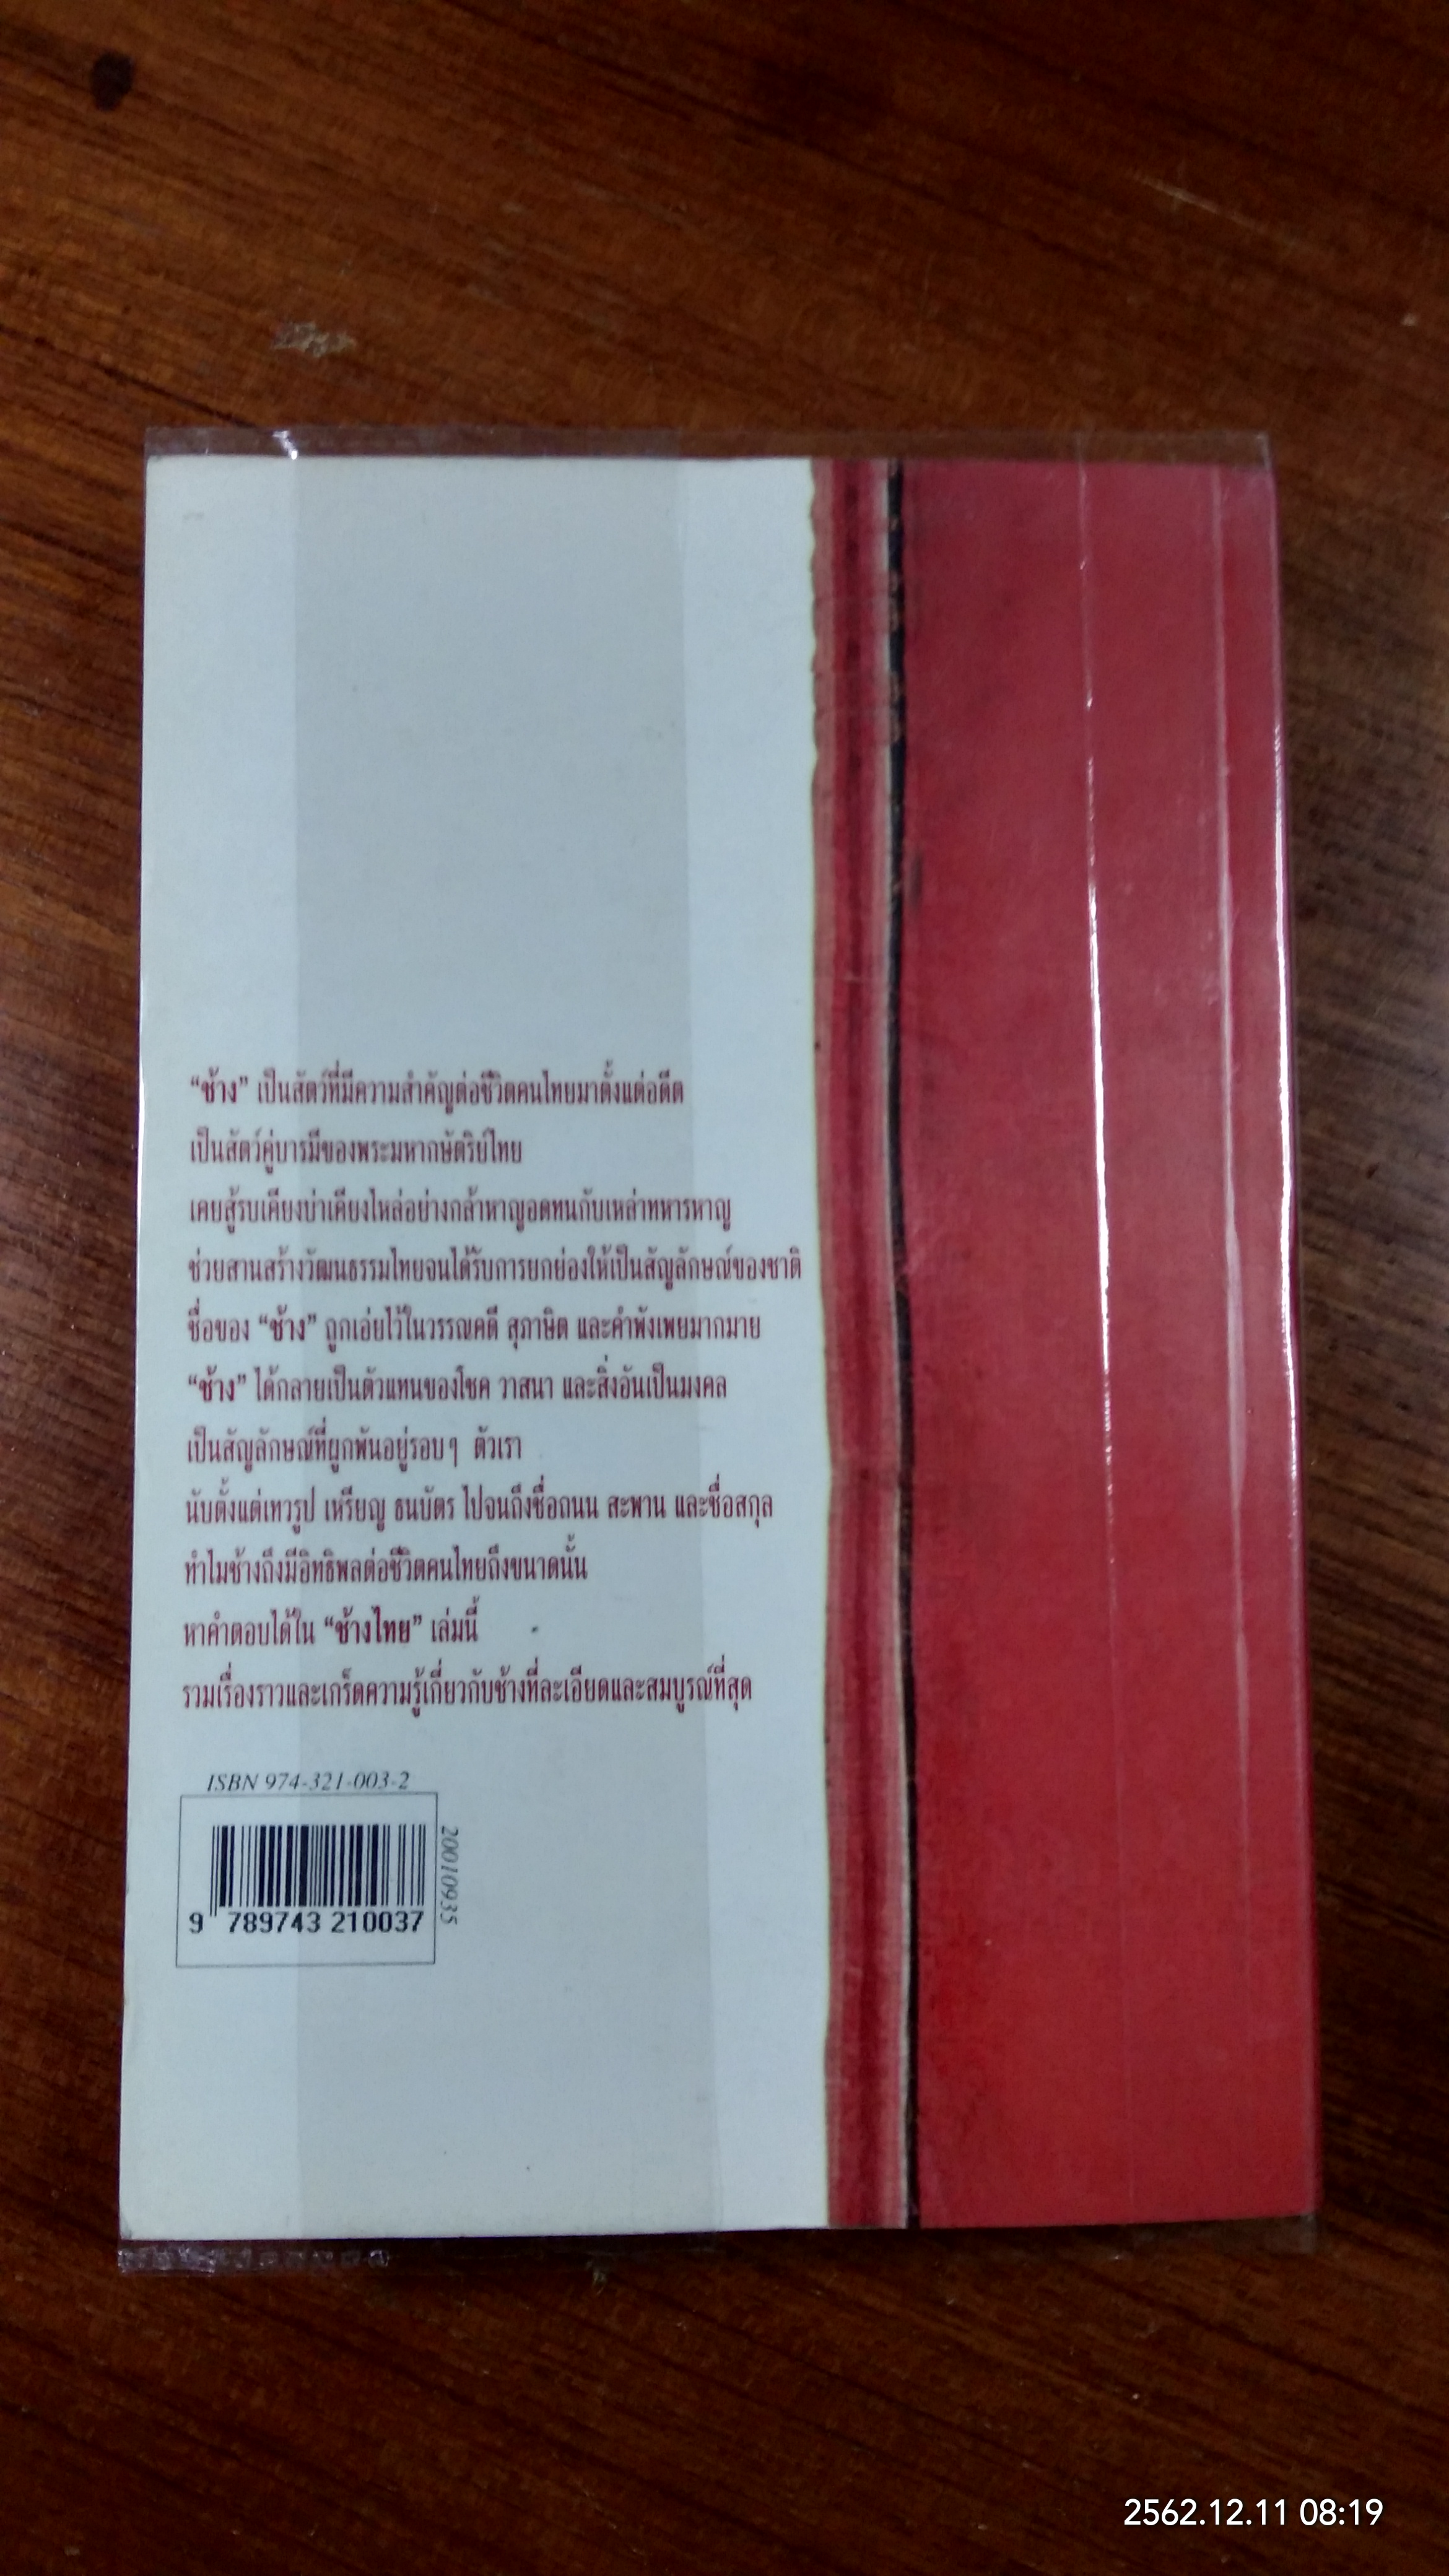 “ช้าง” เป็นสัตว์ที่มีความสำคัญต่อชีวิตคนไทยมาตั้งแต่อดีต
เป็นสัตว์คู่บารมีของพระมหากษัตริย์ไทย
เคยสู้รบเคียงบ่าเคียงไหล่อย่างกล้าหาญอดทนกับเหล่าทหารหาญ
ช่วยสานสร้างวัฒนธรรมไทยจนได้รับการยกย่องให้เป็นสัญลักษณ์ของชาติ
ชื่อของ “ช้าง” ถูกเอ่ยไว้ในวรรณคดี สุภาษิต และคำพังเพยมากมาย
“ช้าง” ได้กลายเป็นตัวแทนของโชค วาสนา และสิ่งอันเป็นมงคล
เป็นสัญลักษณ์ที่ผูกพันอยู่รอบๆ ตัวเรา
นับตั้งแต่เทวรูป เหรียญ ธนบัตร ไปจนถึงชื่อถนน สะพาน และชื่อสกุล
ทำไมช้างถึงมีอิทธิพลต่อชีวิตคนไทยถึงขนาดนั้น
หาคำตอบได้ใน “ช้างไทย” เล่มนี้
รวมเรื่องราวและเกร็ดความรู้เกี่ยวกับช้างที่ละเอียดและสมบูรณ์ที่สุด
ISBN 974-321-003-2
20010935
9 789743 210037
2562.12.11 08:19